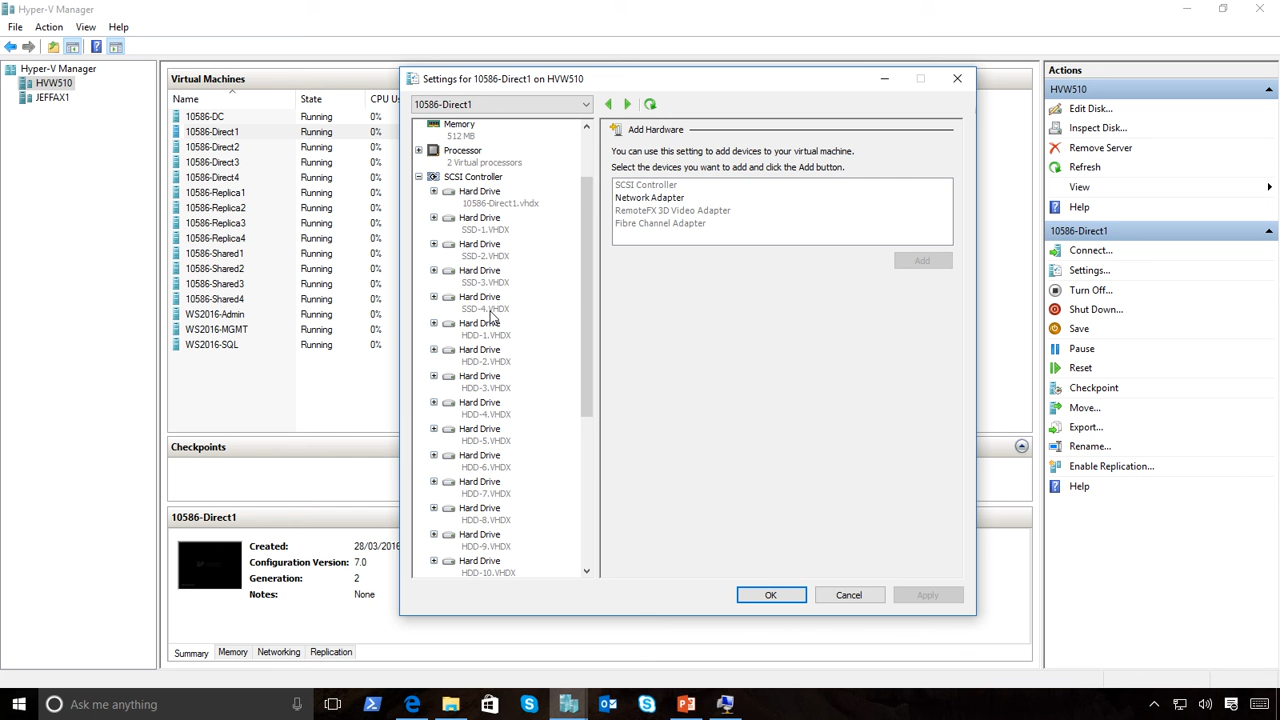 Hyper-V Manager
File Action View Help
Hyper-V Manager
HVW510
JEFFAX1
Virtual Machines
Name State CPU Us
10586-DC Running 0%
10586-Direct1 Running 0%
10586-Direct2 Running 0%
10586-Direct3 Running 0%
10586-Direct4 Running 0%
10586-Replica1 Running 0%
10586-Replica2 Running 0%
10586-Replica3 Running 0%
10586-Replica4 Running 0%
10586-Shared1 Running 0%
10586-Shared2 Running 0%
10586-Shared3 Running 0%
10586-Shared4 Running 0%
WS2016-Admin Running 0%
WS2016-MGMT Running 0%
WS2016-SQL Running 0%
Checkpoints
10586-Direct1
Created: 28/03/2016
Configuration Version: 7.0
Generation: 2
Notes: None
Summary Memory Networking Replication
Settings for 10586-Direct1 on HVW510
10586-Direct1
Memory
512 MB
Processor
2 Virtual processors
SCSI Controller
Hard Drive
10586-Direct1.vhdx
Hard Drive
SSD-1.VHDX
Hard Drive
SSD-2.VHDX
Hard Drive
SSD-3.VHDX
Hard Drive
SSD-4.VHDX
Hard Drive
HDD-1.VHDX
Hard Drive
HDD-2.VHDX
Hard Drive
HDD-3.VHDX
Hard Drive
HDD-4.VHDX
Hard Drive
HDD-5.VHDX
Hard Drive
HDD-6.VHDX
Hard Drive
HDD-7.VHDX
Hard Drive
HDD-8.VHDX
Hard Drive
HDD-9.VHDX
Hard Drive
HDD-10.VHDX
Add Hardware
You can use this setting to add devices to your virtual machine.
Select the devices you want to add and click the Add button.
SCSI Controller
Network Adapter
RemoteFX 3D Video Adapter
Fibre Channel Adapter
Add
OK Cancel Apply
Actions
HVW510
Edit Disk...
Inspect Disk...
Remove Server
Refresh
View
Help
10586-Direct1
Connect...
Settings...
Turn Off...
Shut Down...
Save
Pause
Reset
Checkpoint
Move...
Export...
Rename...
Enable Replication...
Help
Ask me anything